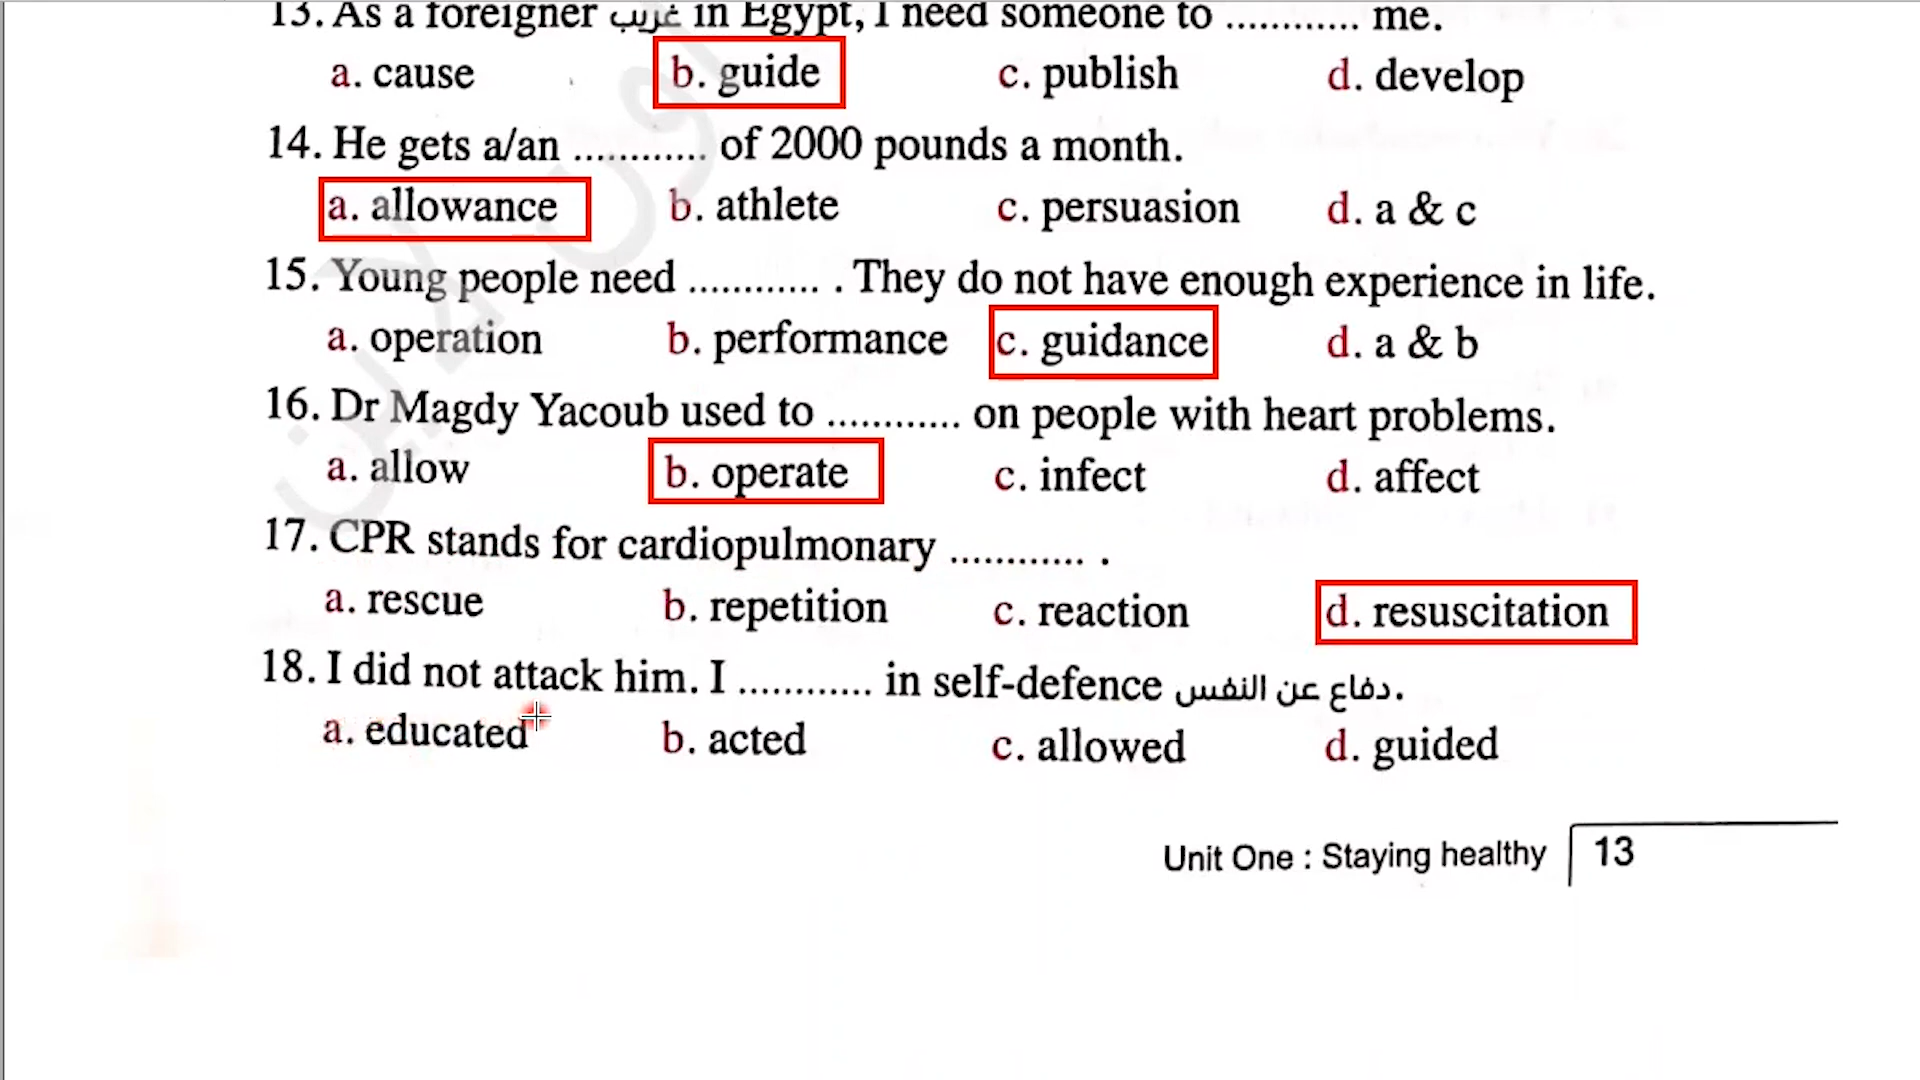 13. As a foreigner غريب in Egypt, I need someone to ............ me.
a. cause b. guide c. publish d. develop
14. He gets a/an ............ of 2000 pounds a month.
a. allowance b. athlete c. persuasion d. a & c
15. Young people need ............ . They do not have enough experience in life.
a. operation b. performance c. guidance d. a & b
16. Dr Magdy Yacoub used to ............ on people with heart problems.
a. allow b. operate c. infect d. affect
17. CPR stands for cardiopulmonary ............ .
a. rescue b. repetition c. reaction d. resuscitation
18. I did not attack him. I ............ in self-defence دفاع عن النفس.
a. educated b. acted c. allowed d. guided
Unit One : Staying healthy 13